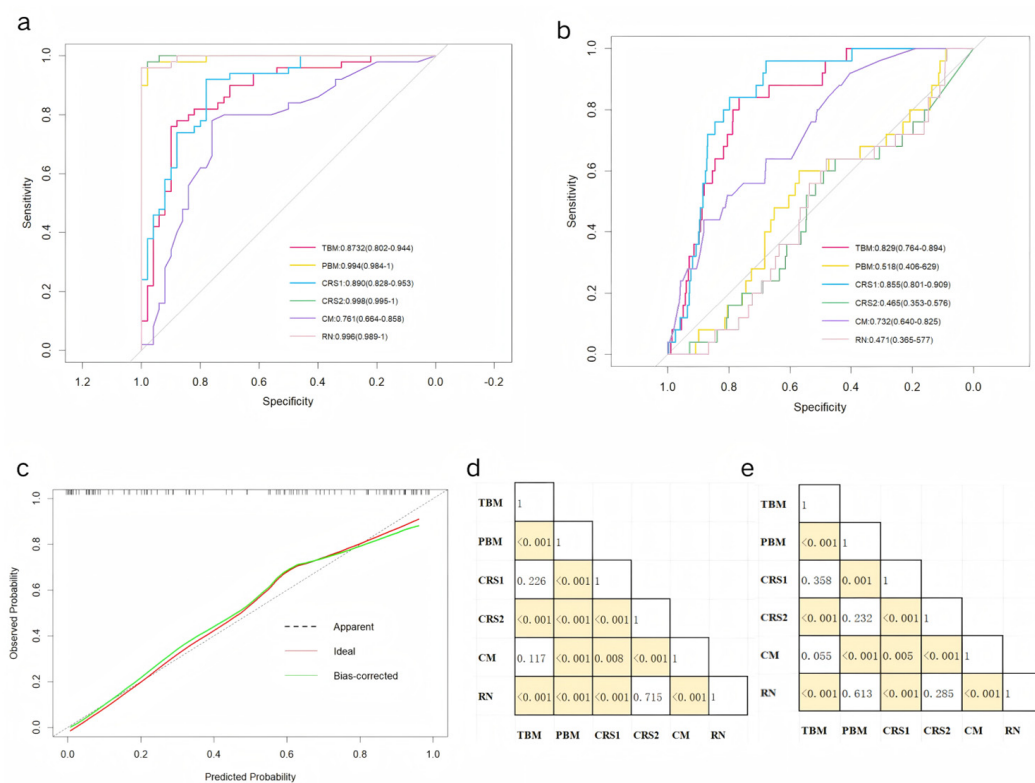 a
1.0
0.8
0.6
0.4
0.2
0.0
Sensitivity
TBM:0.8732(0.802-0.944)
PBM:0.994(0.984-1)
CRS1:0.890(0.828-0.953)
CRS2:0.998(0.995-1)
CM:0.761(0.664-0.858)
RN:0.996(0.989-1)
1.2 1.0 0.8 0.6 0.4 0.2 0.0 -0.2
Specificity
b
1.0
0.8
0.6
0.4
0.2
0.0
Sensitivity
TBM:0.829(0.764-0.894)
PBM:0.518(0.406-629)
CRS1:0.855(0.801-0.909)
CRS2:0.465(0.353-0.576)
CM:0.732(0.640-0.825)
RN:0.471(0.365-577)
1.0 0.8 0.6 0.4 0.2 0.0
Specificity
c
1.0
0.8
0.6
0.4
0.2
0.0
Observed Probability
Apparent
Ideal
Bias-corrected
0.0 0.2 0.4 0.6 0.8 1.0
Predicted Probability
d
TBM 1
PBM <0.001 1
CRS1 0.226 <0.001 1
CRS2 <0.001 <0.001 <0.001 1
CM 0.117 <0.001 0.008 <0.001 1
RN <0.001 <0.001 <0.001 0.715 <0.001 1
TBM PBM CRS1 CRS2 CM RN
e
TBM 1
PBM <0.001 1
CRS1 0.358 0.001 1
CRS2 <0.001 0.232 <0.001 1
CM 0.055 <0.001 0.005 <0.001 1
RN <0.001 0.613 <0.001 0.285 <0.001 1
TBM PBM CRS1 CRS2 CM RN